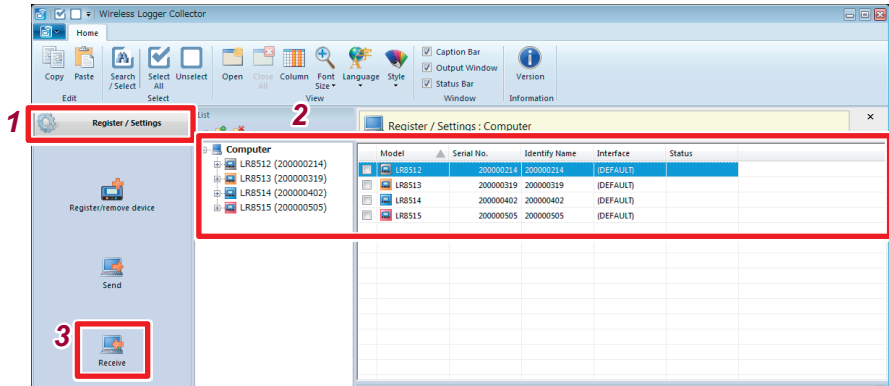 Wireless Logger Collector
Home
Copy Paste Search / Select Select All Unselect Open Close All Column Font Size Language Style
Caption Bar
Output Window
Status Bar
Version
Edit Select View Window Information
1 Register / Settings
List
2
Register / Settings : Computer
Computer
LR8512 (200000214)
LR8513 (200000319)
LR8514 (200000402)
LR8515 (200000505)
Model Serial No. Identify Name Interface Status
LR8512 200000214 200000214 (DEFAULT)
LR8513 200000319 200000319 (DEFAULT)
LR8514 200000402 200000402 (DEFAULT)
LR8515 200000505 200000505 (DEFAULT)
Register/remove device
Send
3
Receive